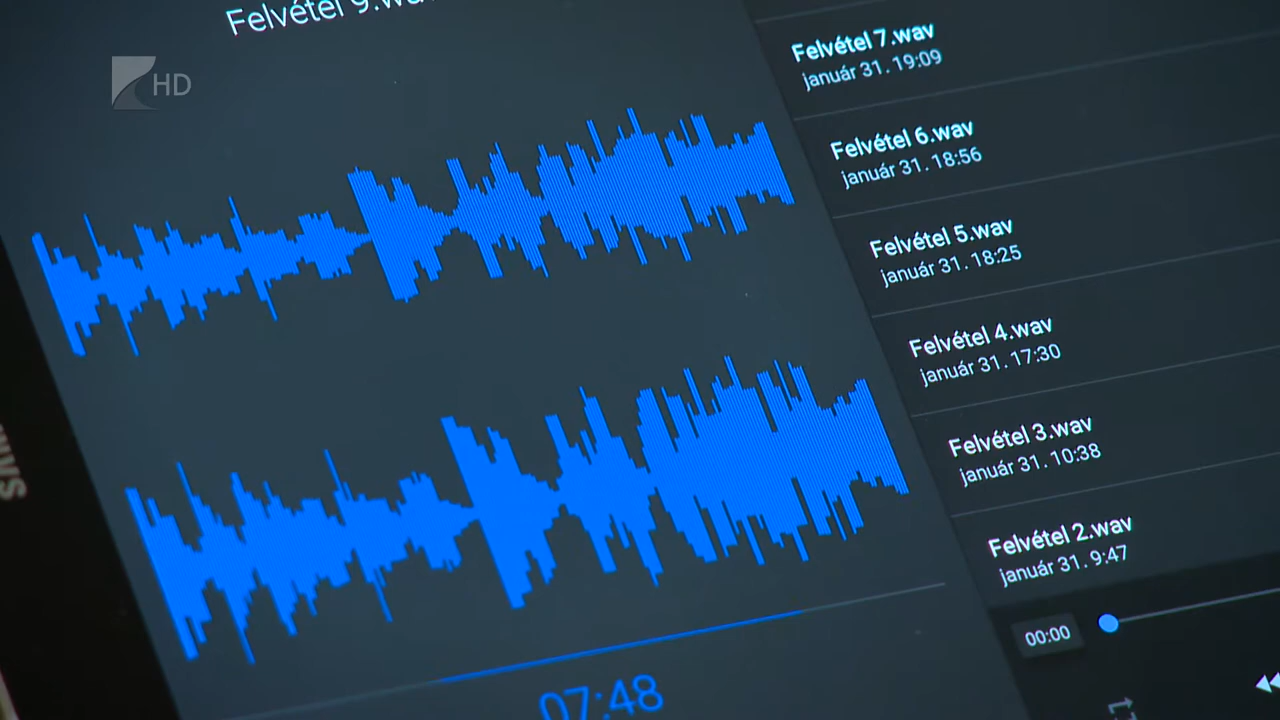 Felvétel 9.wav
HD
07:48
Felvétel 7.wav
január 31. 19:09
Felvétel 6.wav
január 31. 18:56
Felvétel 5.wav
január 31. 18:25
Felvétel 4.wav
január 31. 17:30
Felvétel 3.wav
január 31. 10:38
Felvétel 2.wav
január 31. 9:47
00:00